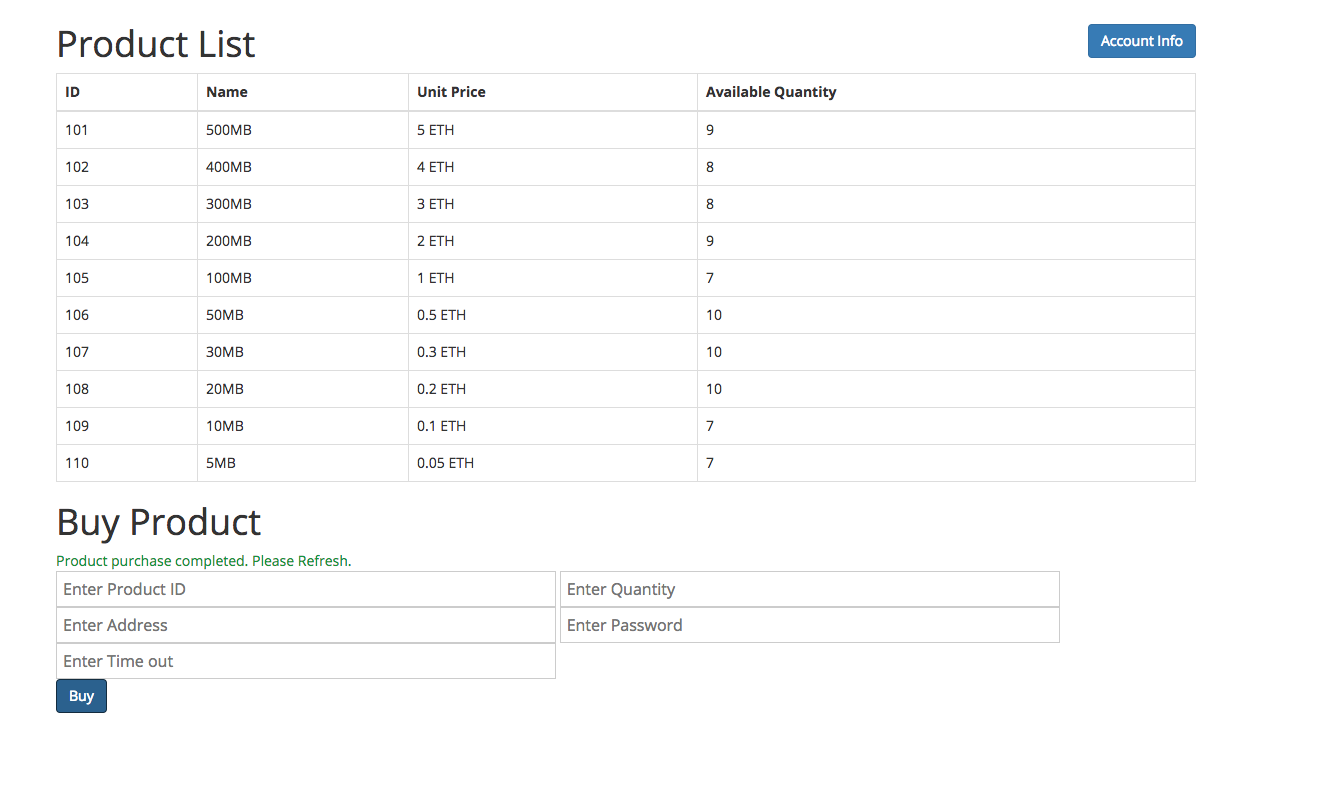 Product List
Account Info
ID Name Unit Price Available Quantity
101 500MB 5 ETH 9
102 400MB 4 ETH 8
103 300MB 3 ETH 8
104 200MB 2 ETH 9
105 100MB 1 ETH 7
106 50MB 0.5 ETH 10
107 30MB 0.3 ETH 10
108 20MB 0.2 ETH 10
109 10MB 0.1 ETH 7
110 5MB 0.05 ETH 7
Buy Product
Product purchase completed. Please Refresh.
Enter Product ID Enter Quantity
Enter Address Enter Password
Enter Time out
Buy